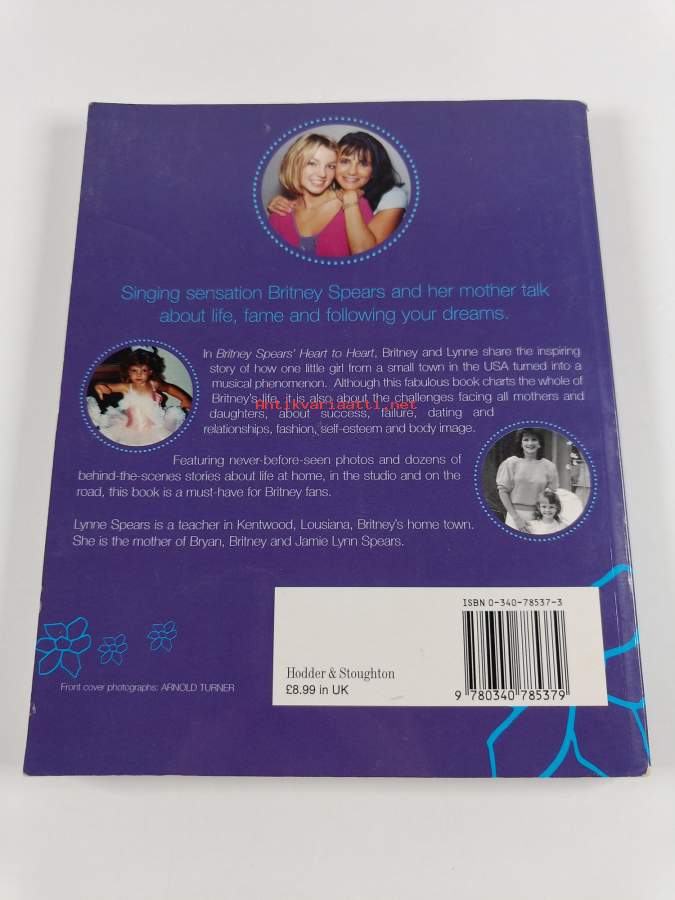 Singing sensation Britney Spears and her mother talk
about life, fame and following your dreams.
In Britney Spears' Heart to Heart, Britney and Lynne share the inspiring
story of how one little girl from a small town in the USA turned into a
musical phenomenon. Although this fabulous book charts the whole of
Britney's life, it is also about the challenges facing all mothers and
Antikvariaatti.net
daughters, about success, failure, dating and
relationships, fashion, self-esteem and body image.
Featuring never-before-seen photos and dozens of
behind-the-scenes stories about life at home, in the studio and on the
road, this book is a must-have for Britney fans.
Lynne Spears is a teacher in Kentwood, Lousiana, Britney's home town.
She is the mother of Bryan, Britney and Jamie Lynn Spears.
ISBN 0-340-78537-3
Hodder & Stoughton
£8.99 in UK
9 780340 785379
Front cover photographs: ARNOLD TURNER